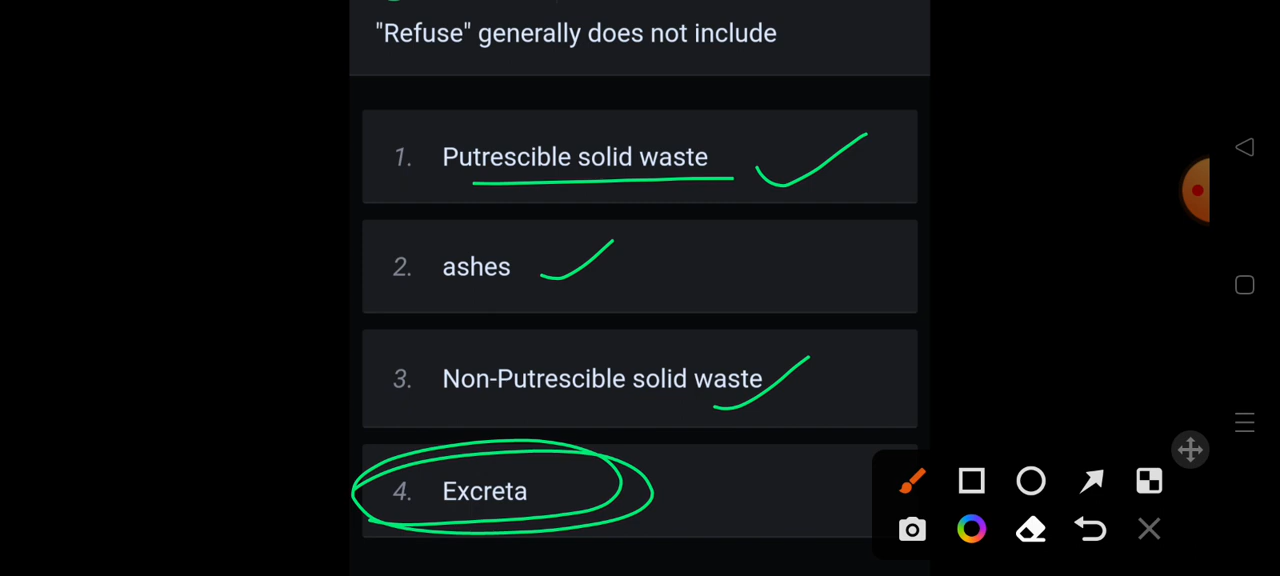 "Refuse" generally does not include
1. Putrescible solid waste
2. ashes
3. Non-Putrescible solid waste
4. Excreta